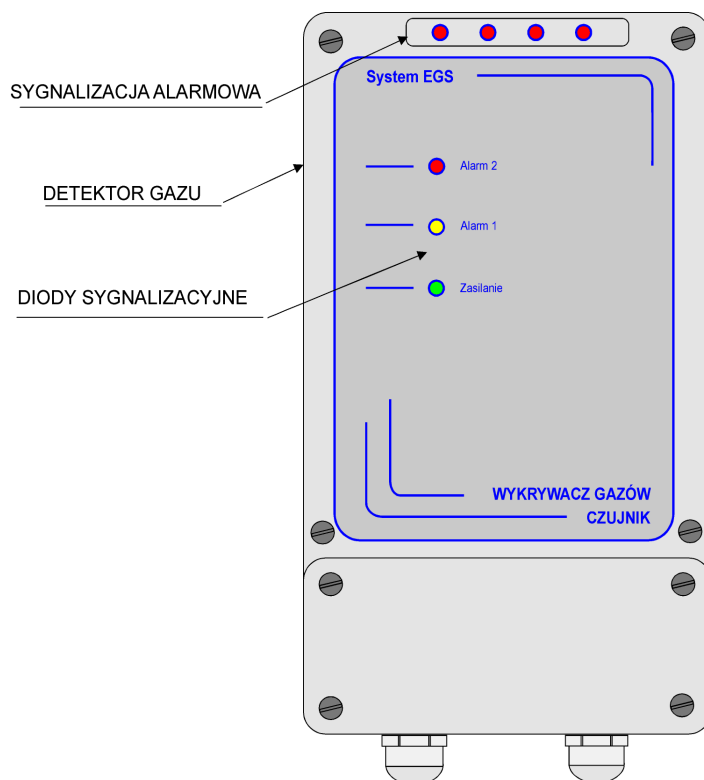 System EGS
SYGNALIZACJA ALARMOWA
Alarm 2
DETEKTOR GAZU
Alarm 1
Zasilanie
DIODY SYGNALIZACYJNE
WYKRYWACZ GAZÓW
CZUJNIK